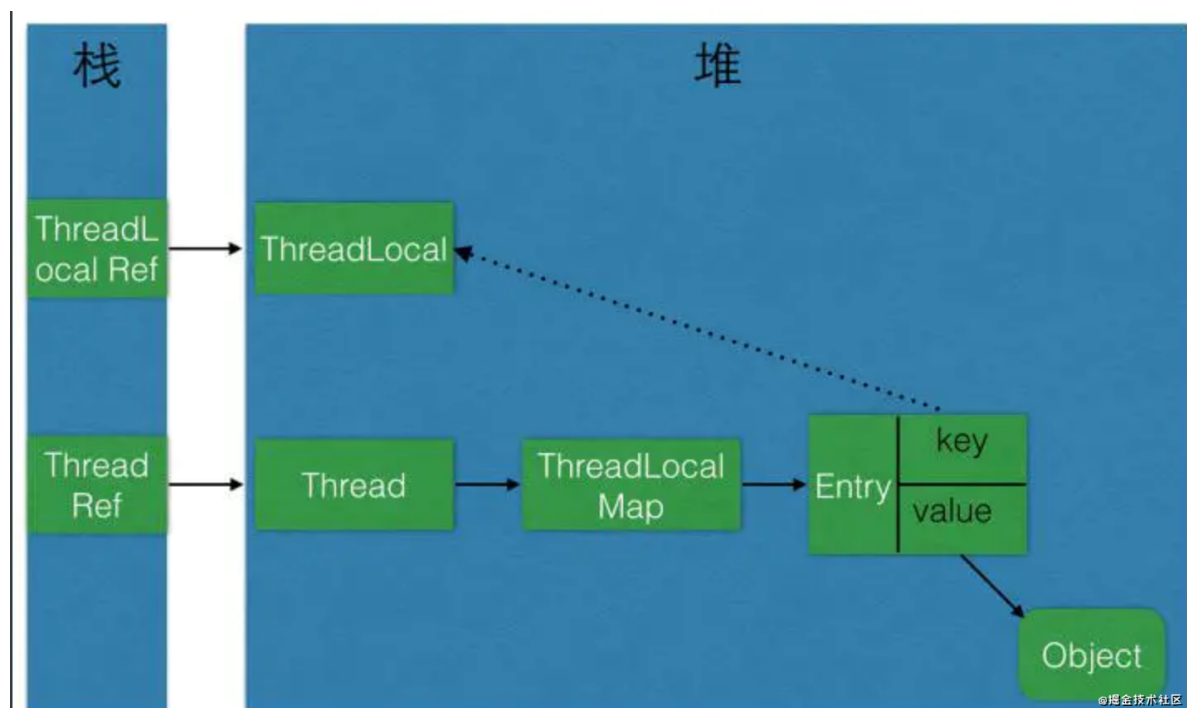 栈
堆
ThreadL
ocal Ref
ThreadLocal
Thread
Ref
Thread
ThreadLocal
Map
Entry
key
value
Object
@掘金技术社区